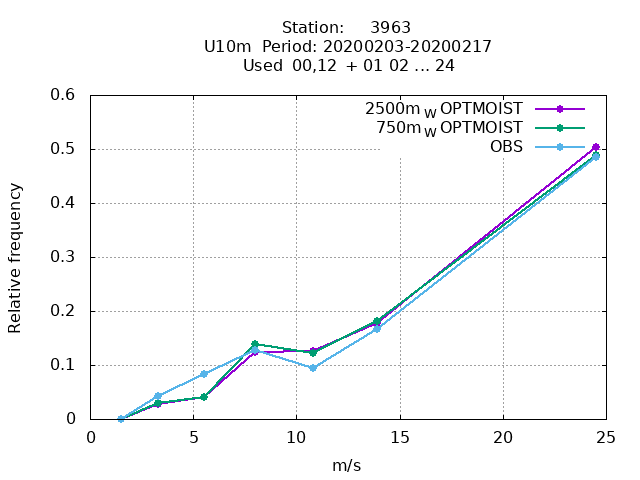 Station: 3963
U10m Period: 20200203-20200217
Used 00,12 + 01 02 ... 24
0.6
0.5
0.4
0.3
0.2
0.1
0
Relative frequency
2500m W OPTMOIST
750m W OPTMOIST
OBS
0 5 10 15 20 25
m/s